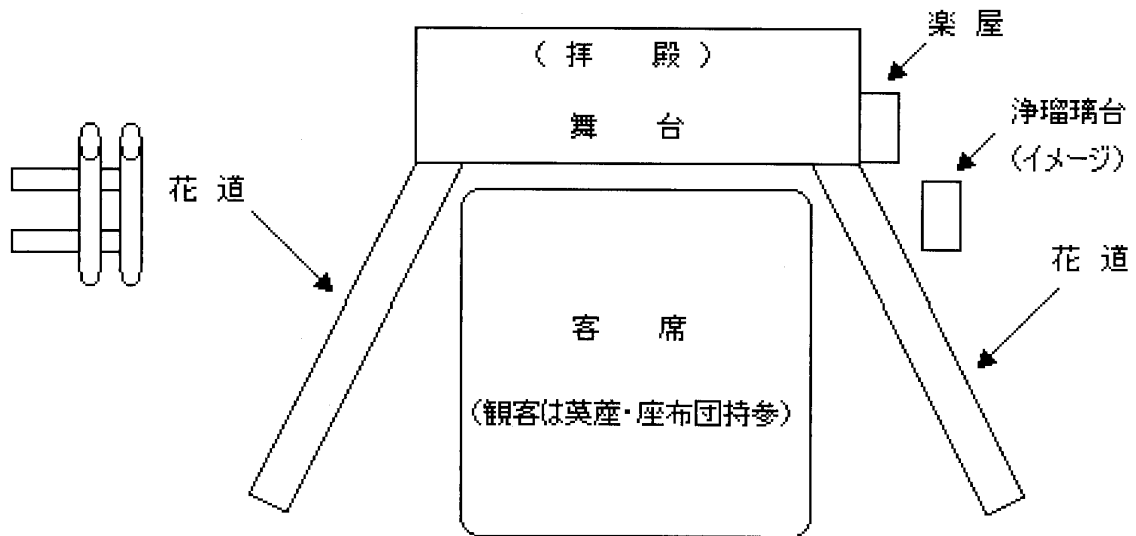 楽 屋
(拝 殿)
舞 台
浄瑠璃台
(イメージ)
花 道
花 道
客 席
(観客は茣蓙・座布団持参)